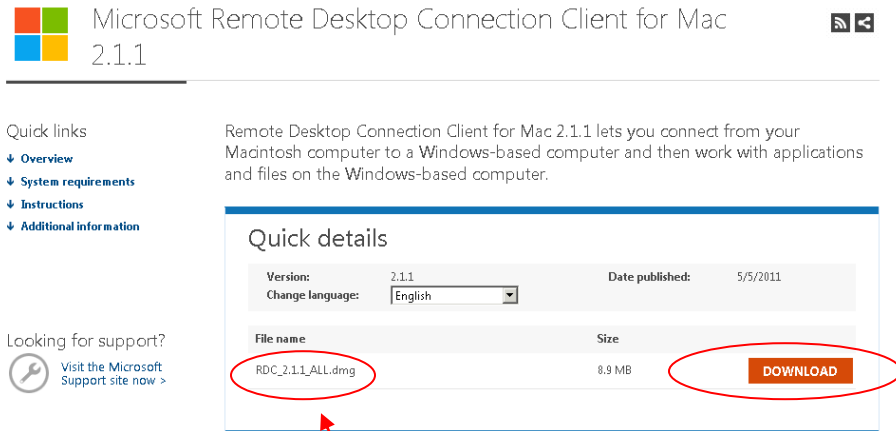 Microsoft Remote Desktop Connection Client for Mac
2.1.1
Quick links
Overview
System requirements
Instructions
Additional information
Looking for support?
Visit the Microsoft
Support site now >
Remote Desktop Connection Client for Mac 2.1.1 lets you connect from your
Macintosh computer to a Windows-based computer and then work with applications
and files on the Windows-based computer.
Quick details
Version: 2.1.1 Date published: 5/5/2011
Change language: English
File name Size
RDC_2.1.1_ALL.dmg 8.9 MB DOWNLOAD